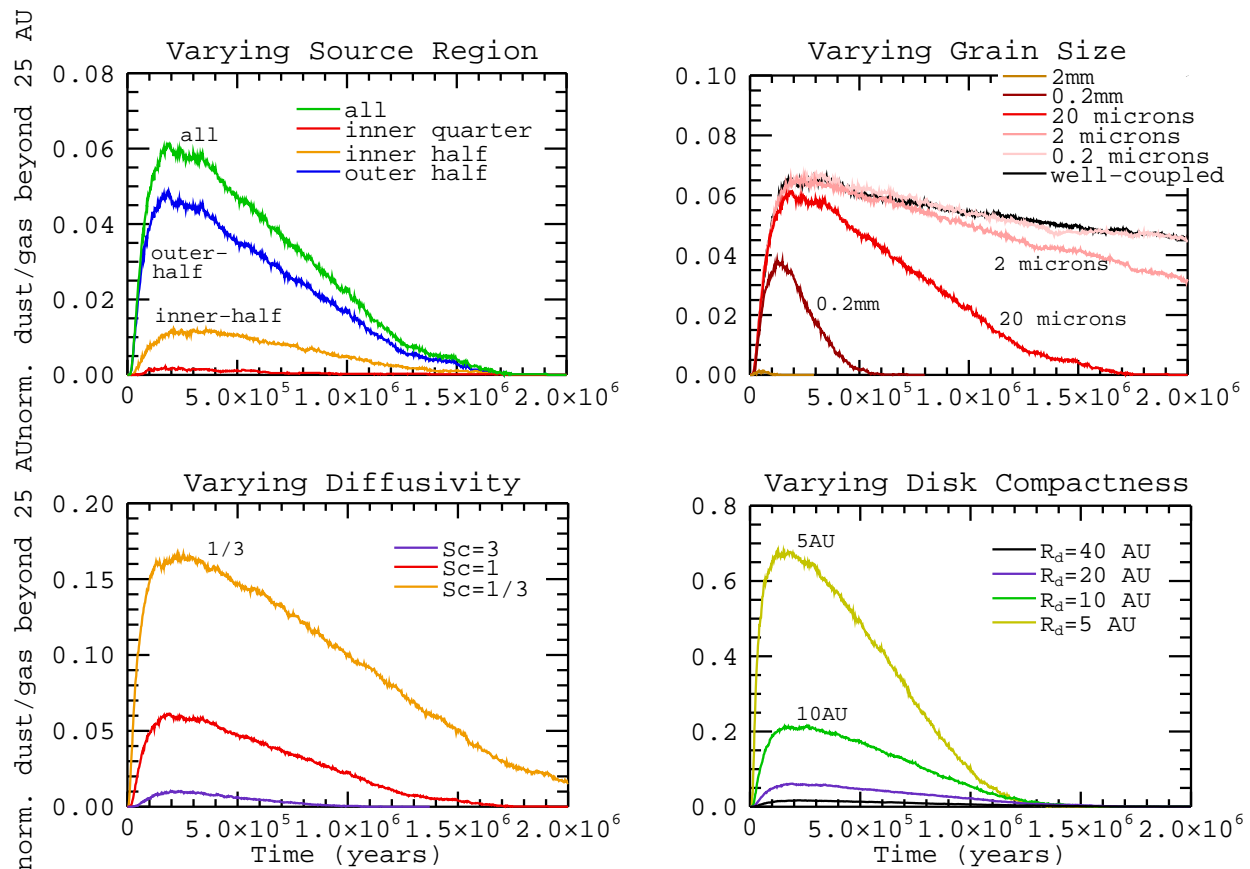 norm. dust/gas beyond 25 AU
Varying Source Region
0.08
0.06
0.04
0.02
0.00
all
outer-
half
inner-half
all
inner quarter
inner half
outer half
0
5.0×10⁵
1.0×10⁶
1.5×10⁶
2.0×10⁶
Varying Grain Size
0.10
0.08
0.06
0.04
0.02
0.00
2mm
0.2mm
20 microns
2 microns
0.2 microns
well-coupled
2 microns
0.2mm
20 microns
0
5.0×10⁵
1.0×10⁶
1.5×10⁶
2.0×10⁶
norm. dust/gas beyond 25 AU
Varying Diffusivity
0.20
0.15
0.10
0.05
0.00
1/3
Sc=3
Sc=1
Sc=1/3
0
5.0×10⁵
1.0×10⁶
1.5×10⁶
2.0×10⁶
Time (years)
Varying Disk Compactness
0.8
0.6
0.4
0.2
0.0
5AU
10AU
R_d=40 AU
R_d=20 AU
R_d=10 AU
R_d=5 AU
0
5.0×10⁵
1.0×10⁶
1.5×10⁶
2.0×10⁶
Time (years)